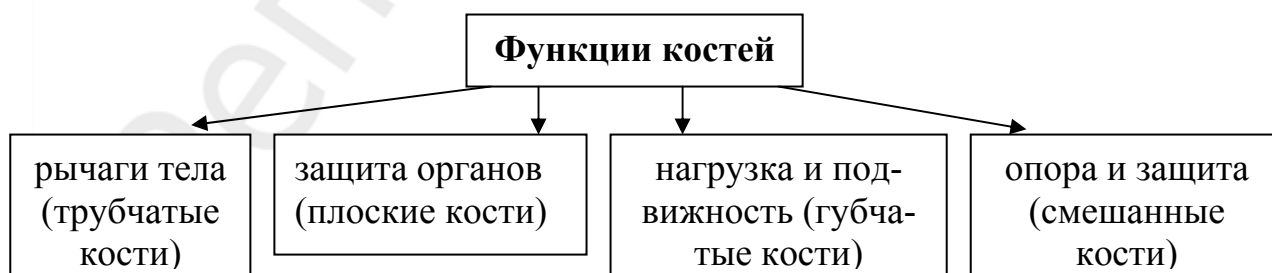 Функции костей
рычаги тела
(трубчатые
кости)
защита органов
(плоские кости)
нагрузка и под-
вижность (губча-
тые кости)
опора и защита
(смешанные
кости)